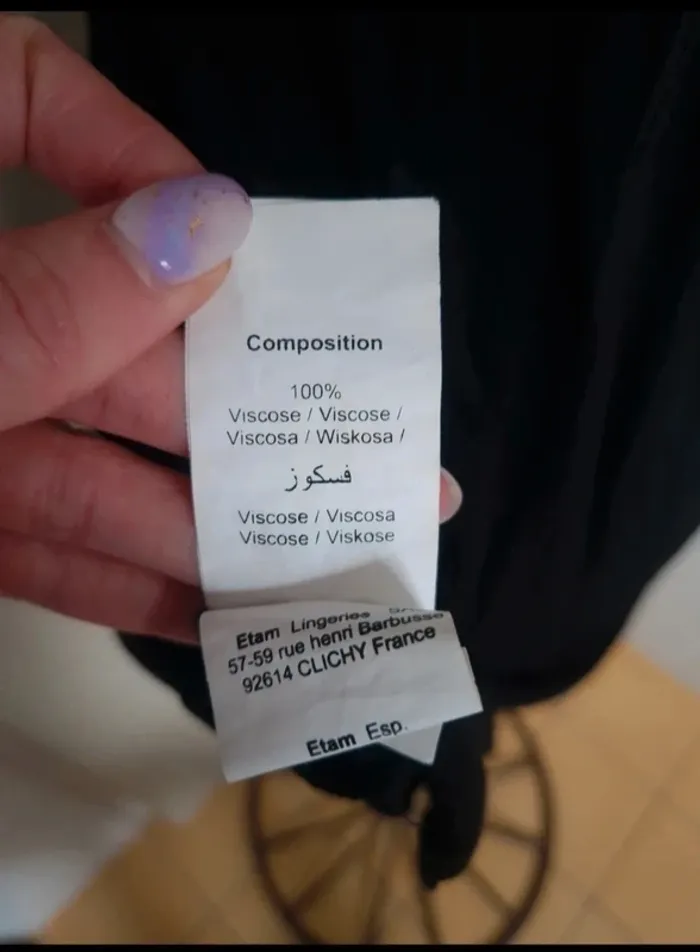 Composition
100%
Viscose / Viscose /
Viscosa / Wiskosa /
فسكوز
Viscose / Viscosa
Viscose / Viskose
Etam Lingeries
57-59 rue henri Barbusse
92614 CLICHY France
Etam Esp.